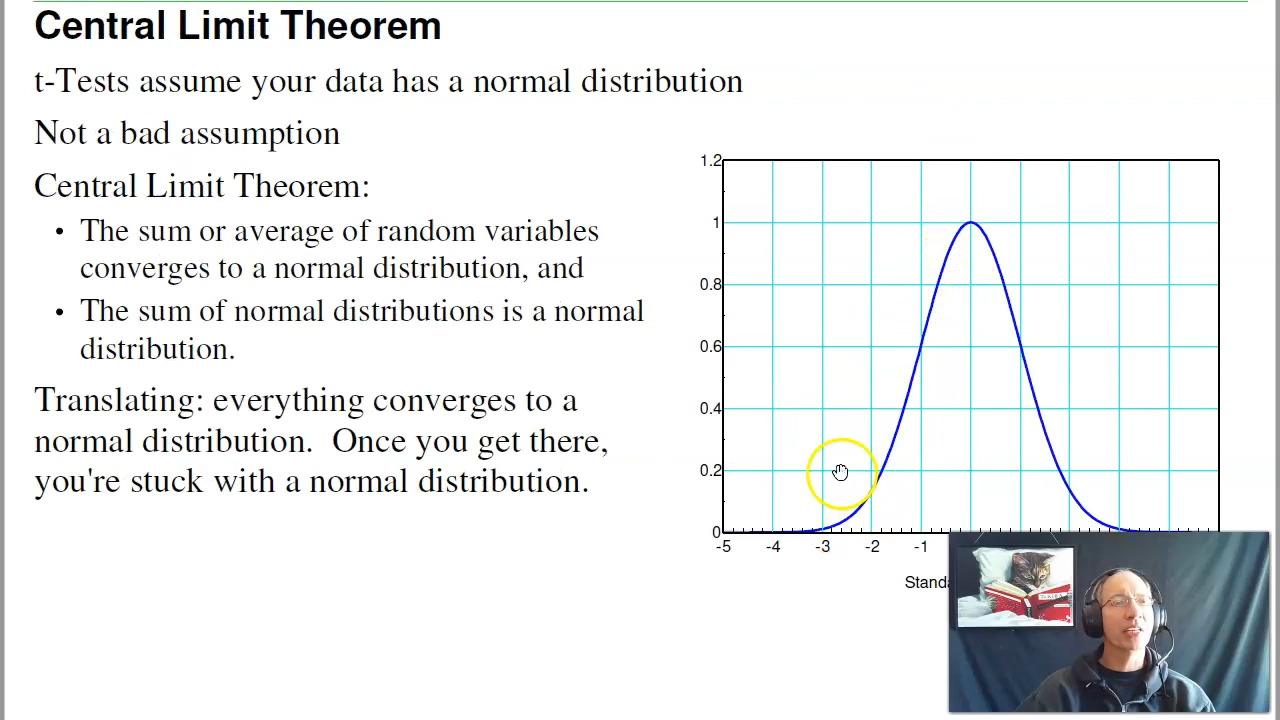 Central Limit Theorem
t-Tests assume your data has a normal distribution
Not a bad assumption
Central Limit Theorem:
• The sum or average of random variables
converges to a normal distribution, and
• The sum of normal distributions is a normal
distribution.
Translating: everything converges to a
normal distribution.  Once you get there,
you're stuck with a normal distribution.
1.2
1
0.8
0.6
0.4
0.2
0
-5 -4 -3 -2 -1